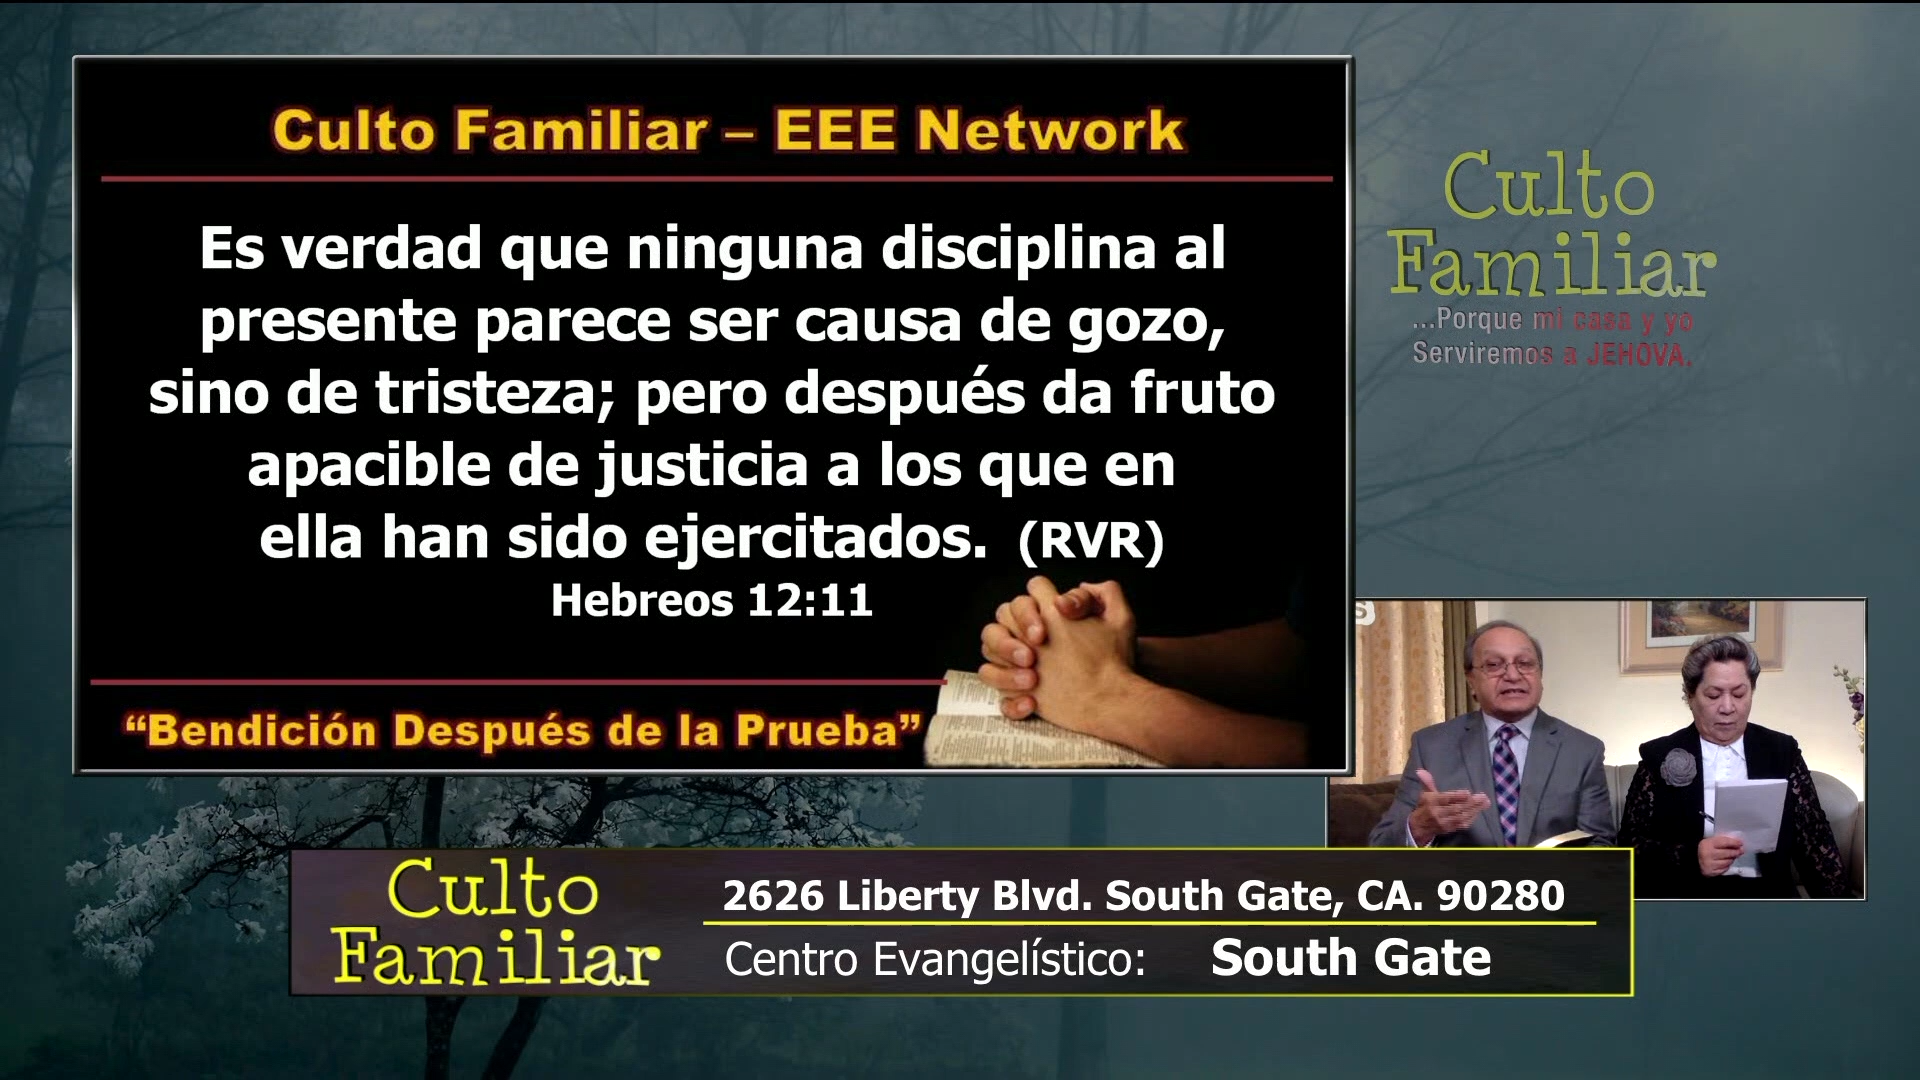 Culto Familiar – EEE Network
Es verdad que ninguna disciplina al
presente parece ser causa de gozo,
sino de tristeza; pero después da fruto
apacible de justicia a los que en
ella han sido ejercitados. (RVR)
Hebreos 12:11
“Bendición Después de la Prueba”
Culto
Familiar
...Porque mi casa y yo
Serviremos a JEHOVA.
S
Culto
Familiar
2626 Liberty Blvd. South Gate, CA. 90280
Centro Evangelístico: South Gate